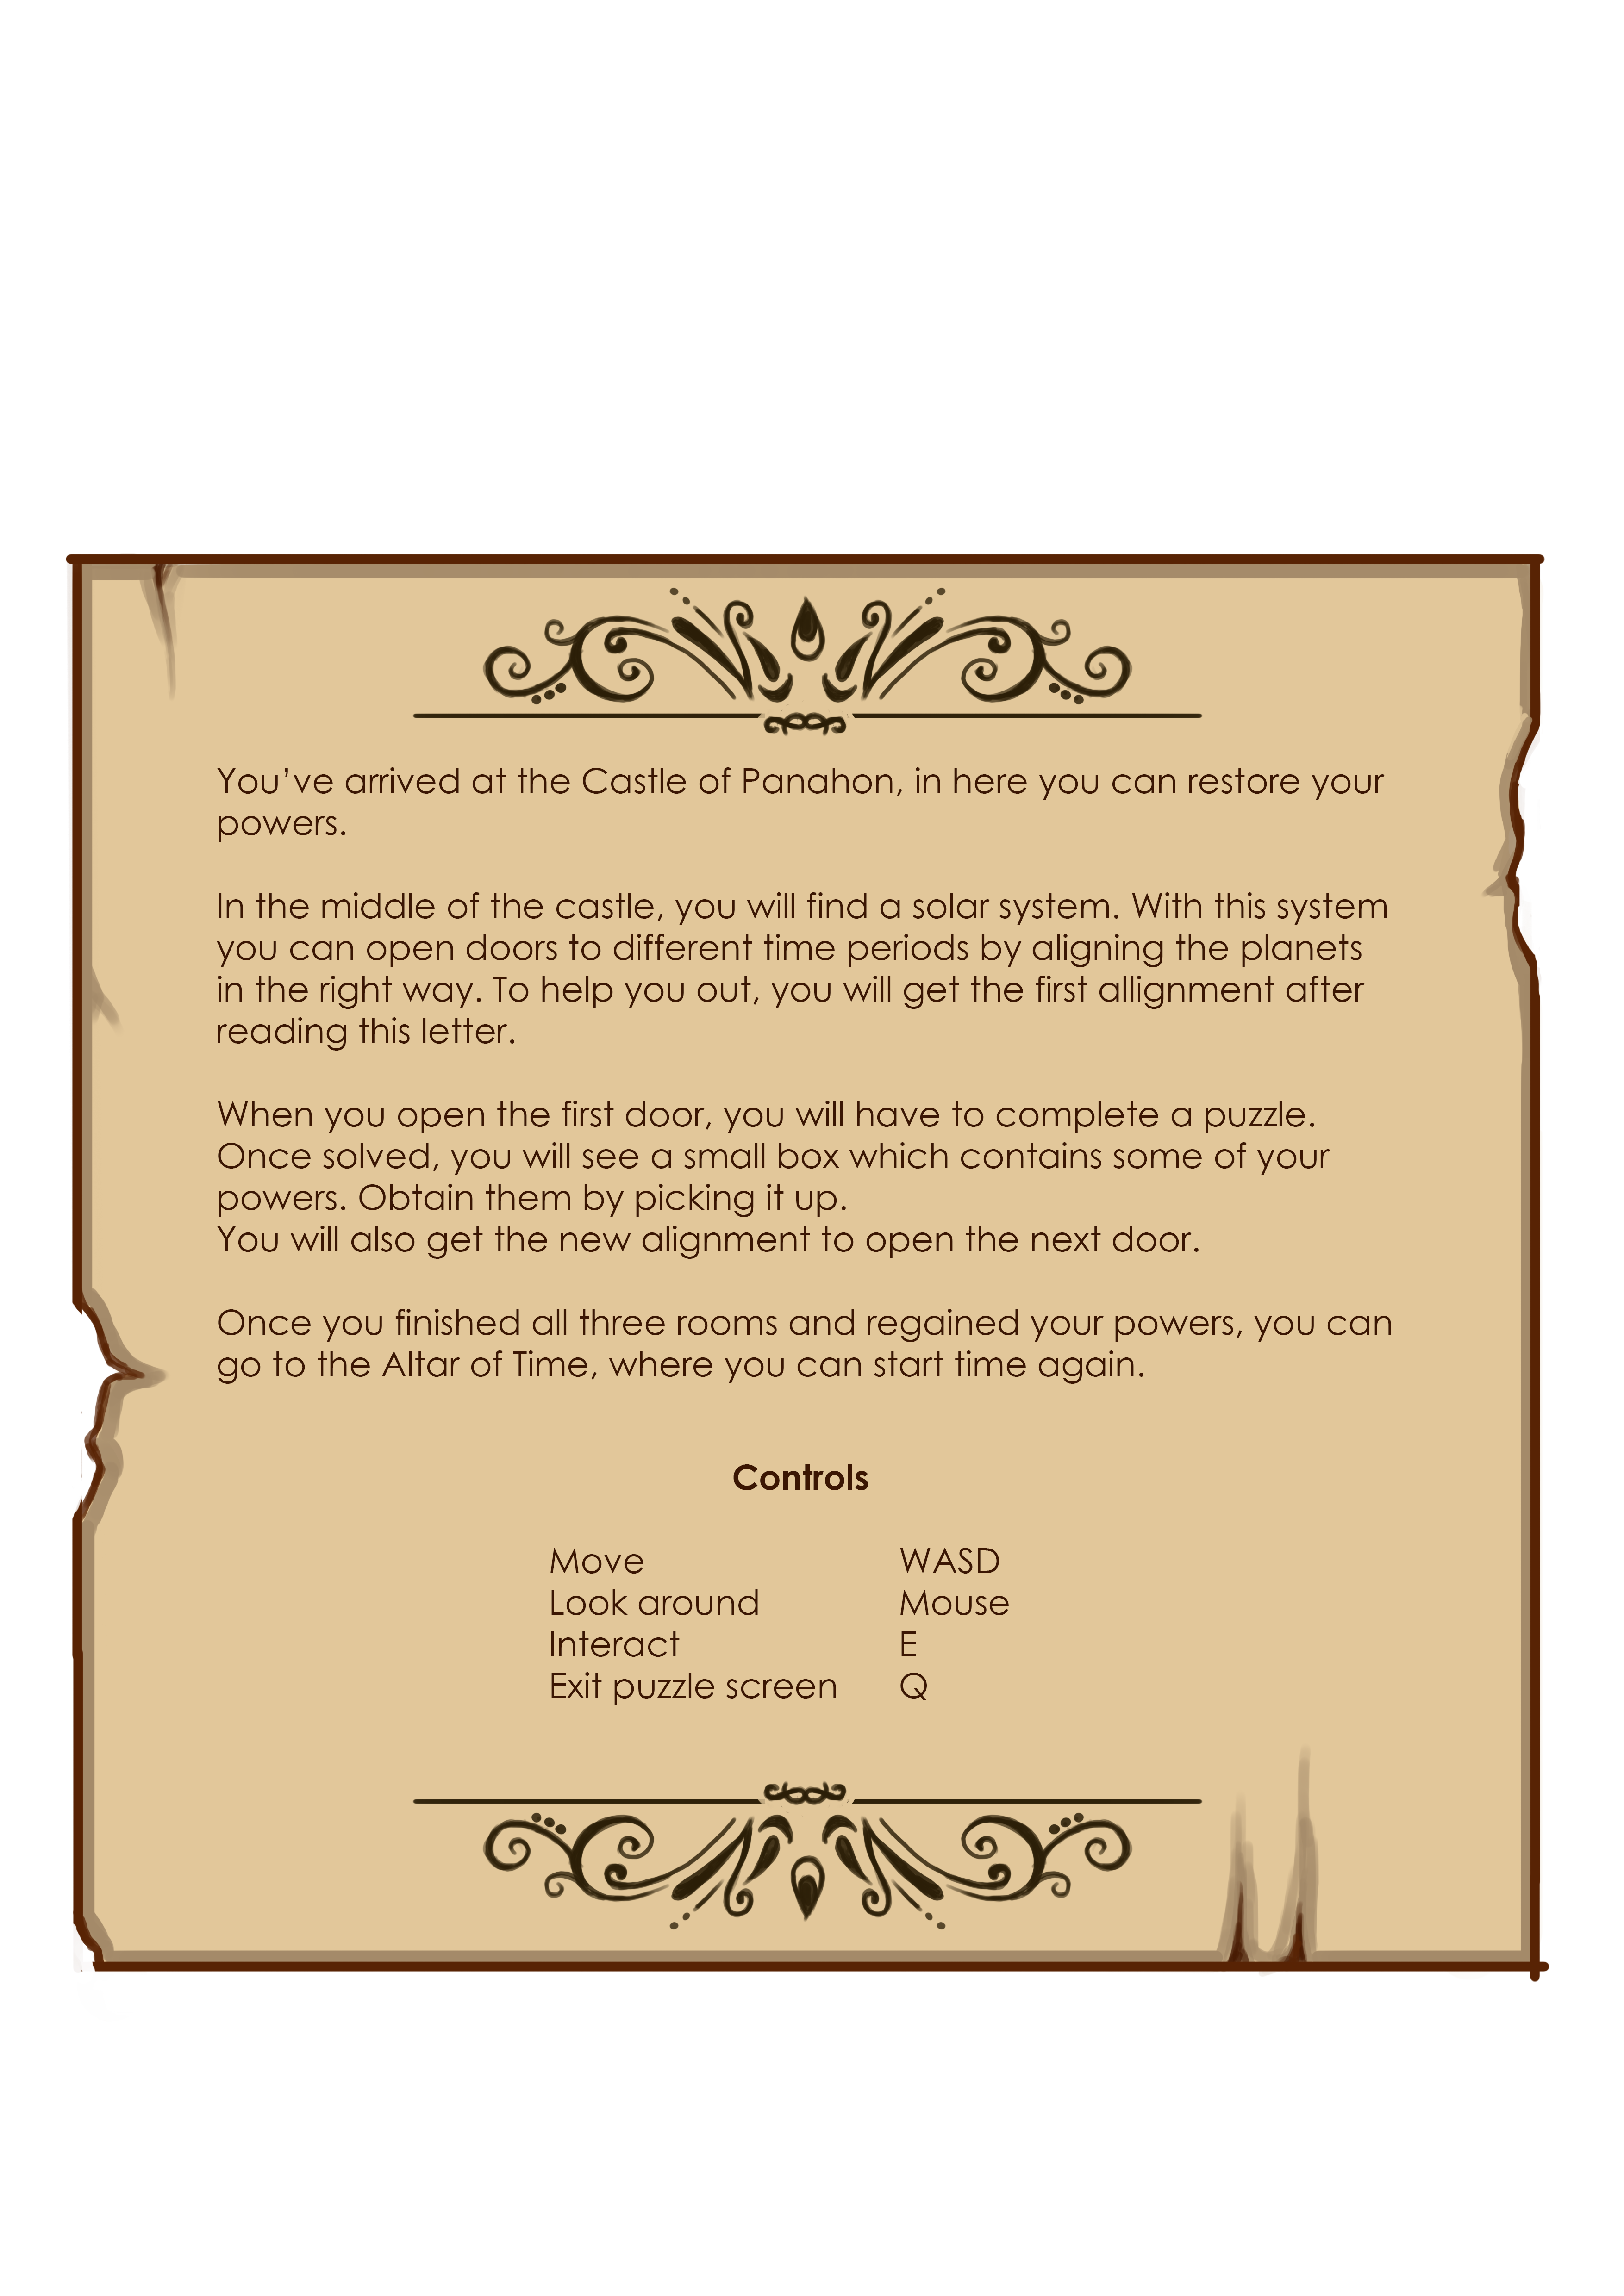 You’ve arrived at the Castle of Panahon, in here you can restore your
powers.
In the middle of the castle, you will find a solar system. With this system
you can open doors to different time periods by aligning the planets
in the right way. To help you out, you will get the first allignment after
reading this letter.
When you open the first door, you will have to complete a puzzle.
Once solved, you will see a small box which contains some of your
powers. Obtain them by picking it up.
You will also get the new alignment to open the next door.
Once you finished all three rooms and regained your powers, you can
go to the Altar of Time, where you can start time again.
Controls
Move WASD
Look around Mouse
Interact E
Exit puzzle screen Q